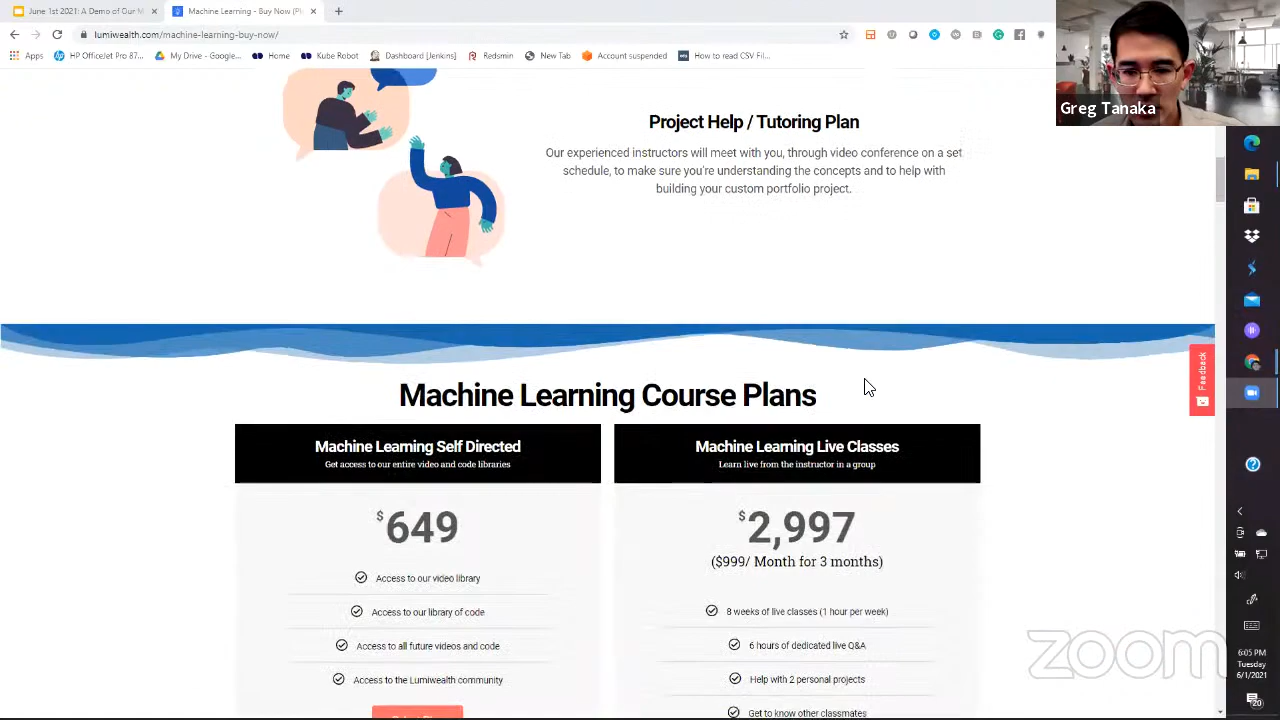 June 1st 2021: A Demo of Our M
Machine Learning - Buy Now (Pl
lumiwealth.com/machine-learning-buy-now/
Apps
HP OfficeJet Pro 87...
My Drive - Google...
Home
Kube Robot
Dashboard [Jenkins]
Redsmin
New Tab
Account suspended
How to read CSV Fil...
Greg Tanaka
Project Help / Tutoring Plan
Our experienced instructors will meet with you, through video conference on a set
schedule, to make sure you're understanding the concepts and to help with
building your custom portfolio project.
Feedback
Machine Learning Course Plans
Machine Learning Self Directed
Get access to our entire video and code libraries
$649
Access to our video library
Access to our library of code
Access to all future videos and code
Access to the Lumiwealth community
Machine Learning Live Classes
Learn live from the instructor in a group
$2,997
($999/ Month for 3 months)
8 weeks of live classes (1 hour per week)
6 hours of dedicated live Q&A
Help with 2 personal projects
Get to know other classmates
zoom
6:05 PM
Tuesday
6/1/2021
20